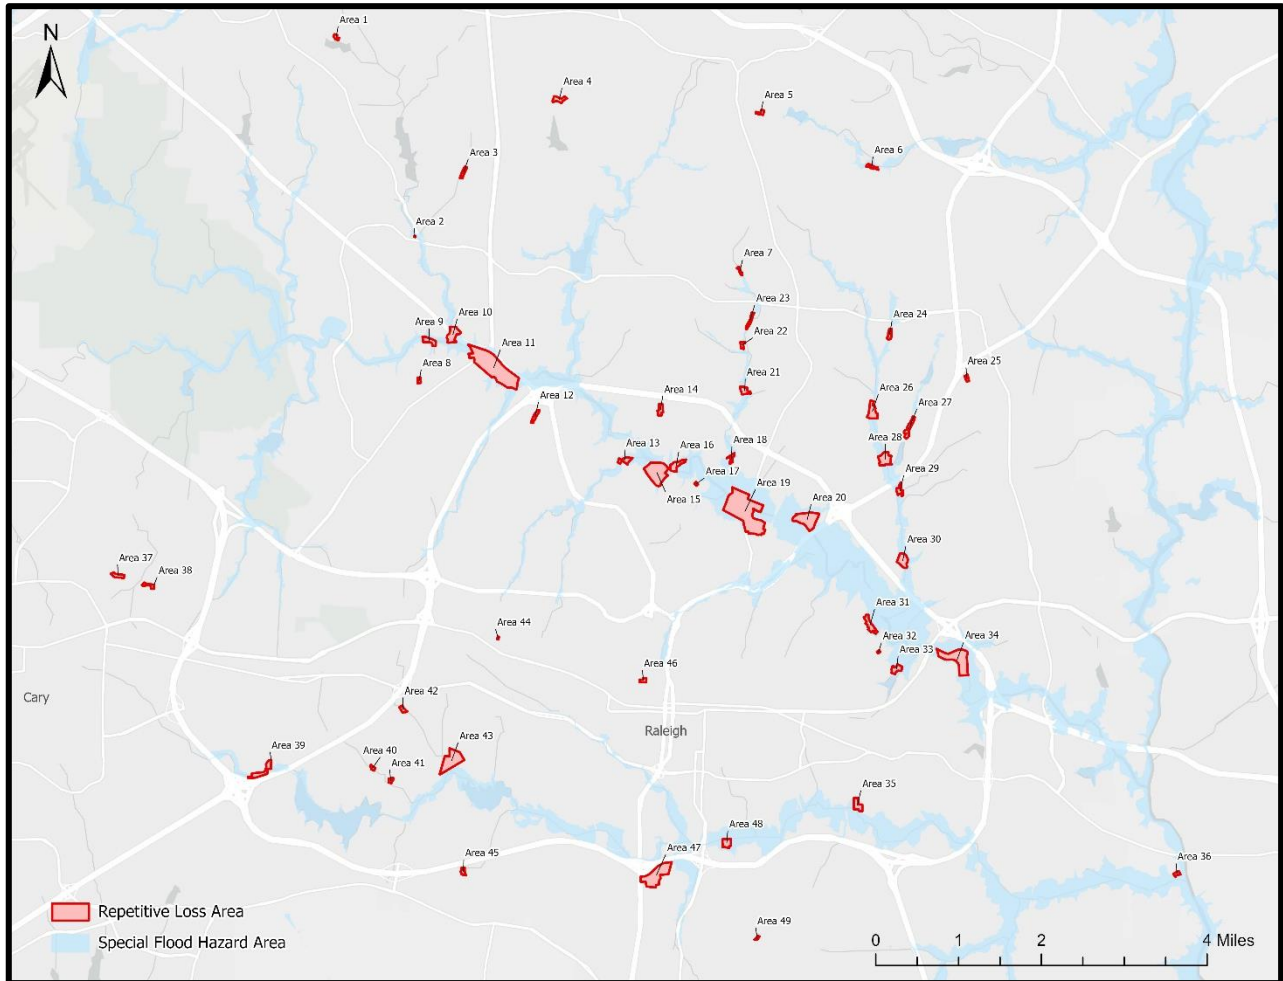 Area 1
N
Area 4
Area 5
Area 3
Area 6
Area 2
Area 7
Area 23
Area 10
Area 24
Area 9
Area 22
Area 11
Area 8
Area 25
Area 21
Area 26
Area 14
Area 12
Area 27
Area 28
Area 13
Area 16
Area 18
Area 17
Area 29
Area 19
Area 15
Area 20
Area 30
Area 37
Area 38
Area 31
Area 44
Area 32
Area 34
Area 33
Area 46
Area 42
Cary
Raleigh
Area 43
Area 39
Area 40
Area 41
Area 35
Area 48
Area 47
Area 45
Area 36
Repetitive Loss Area
Area 49
Special Flood Hazard Area
0 1 2 4 Miles